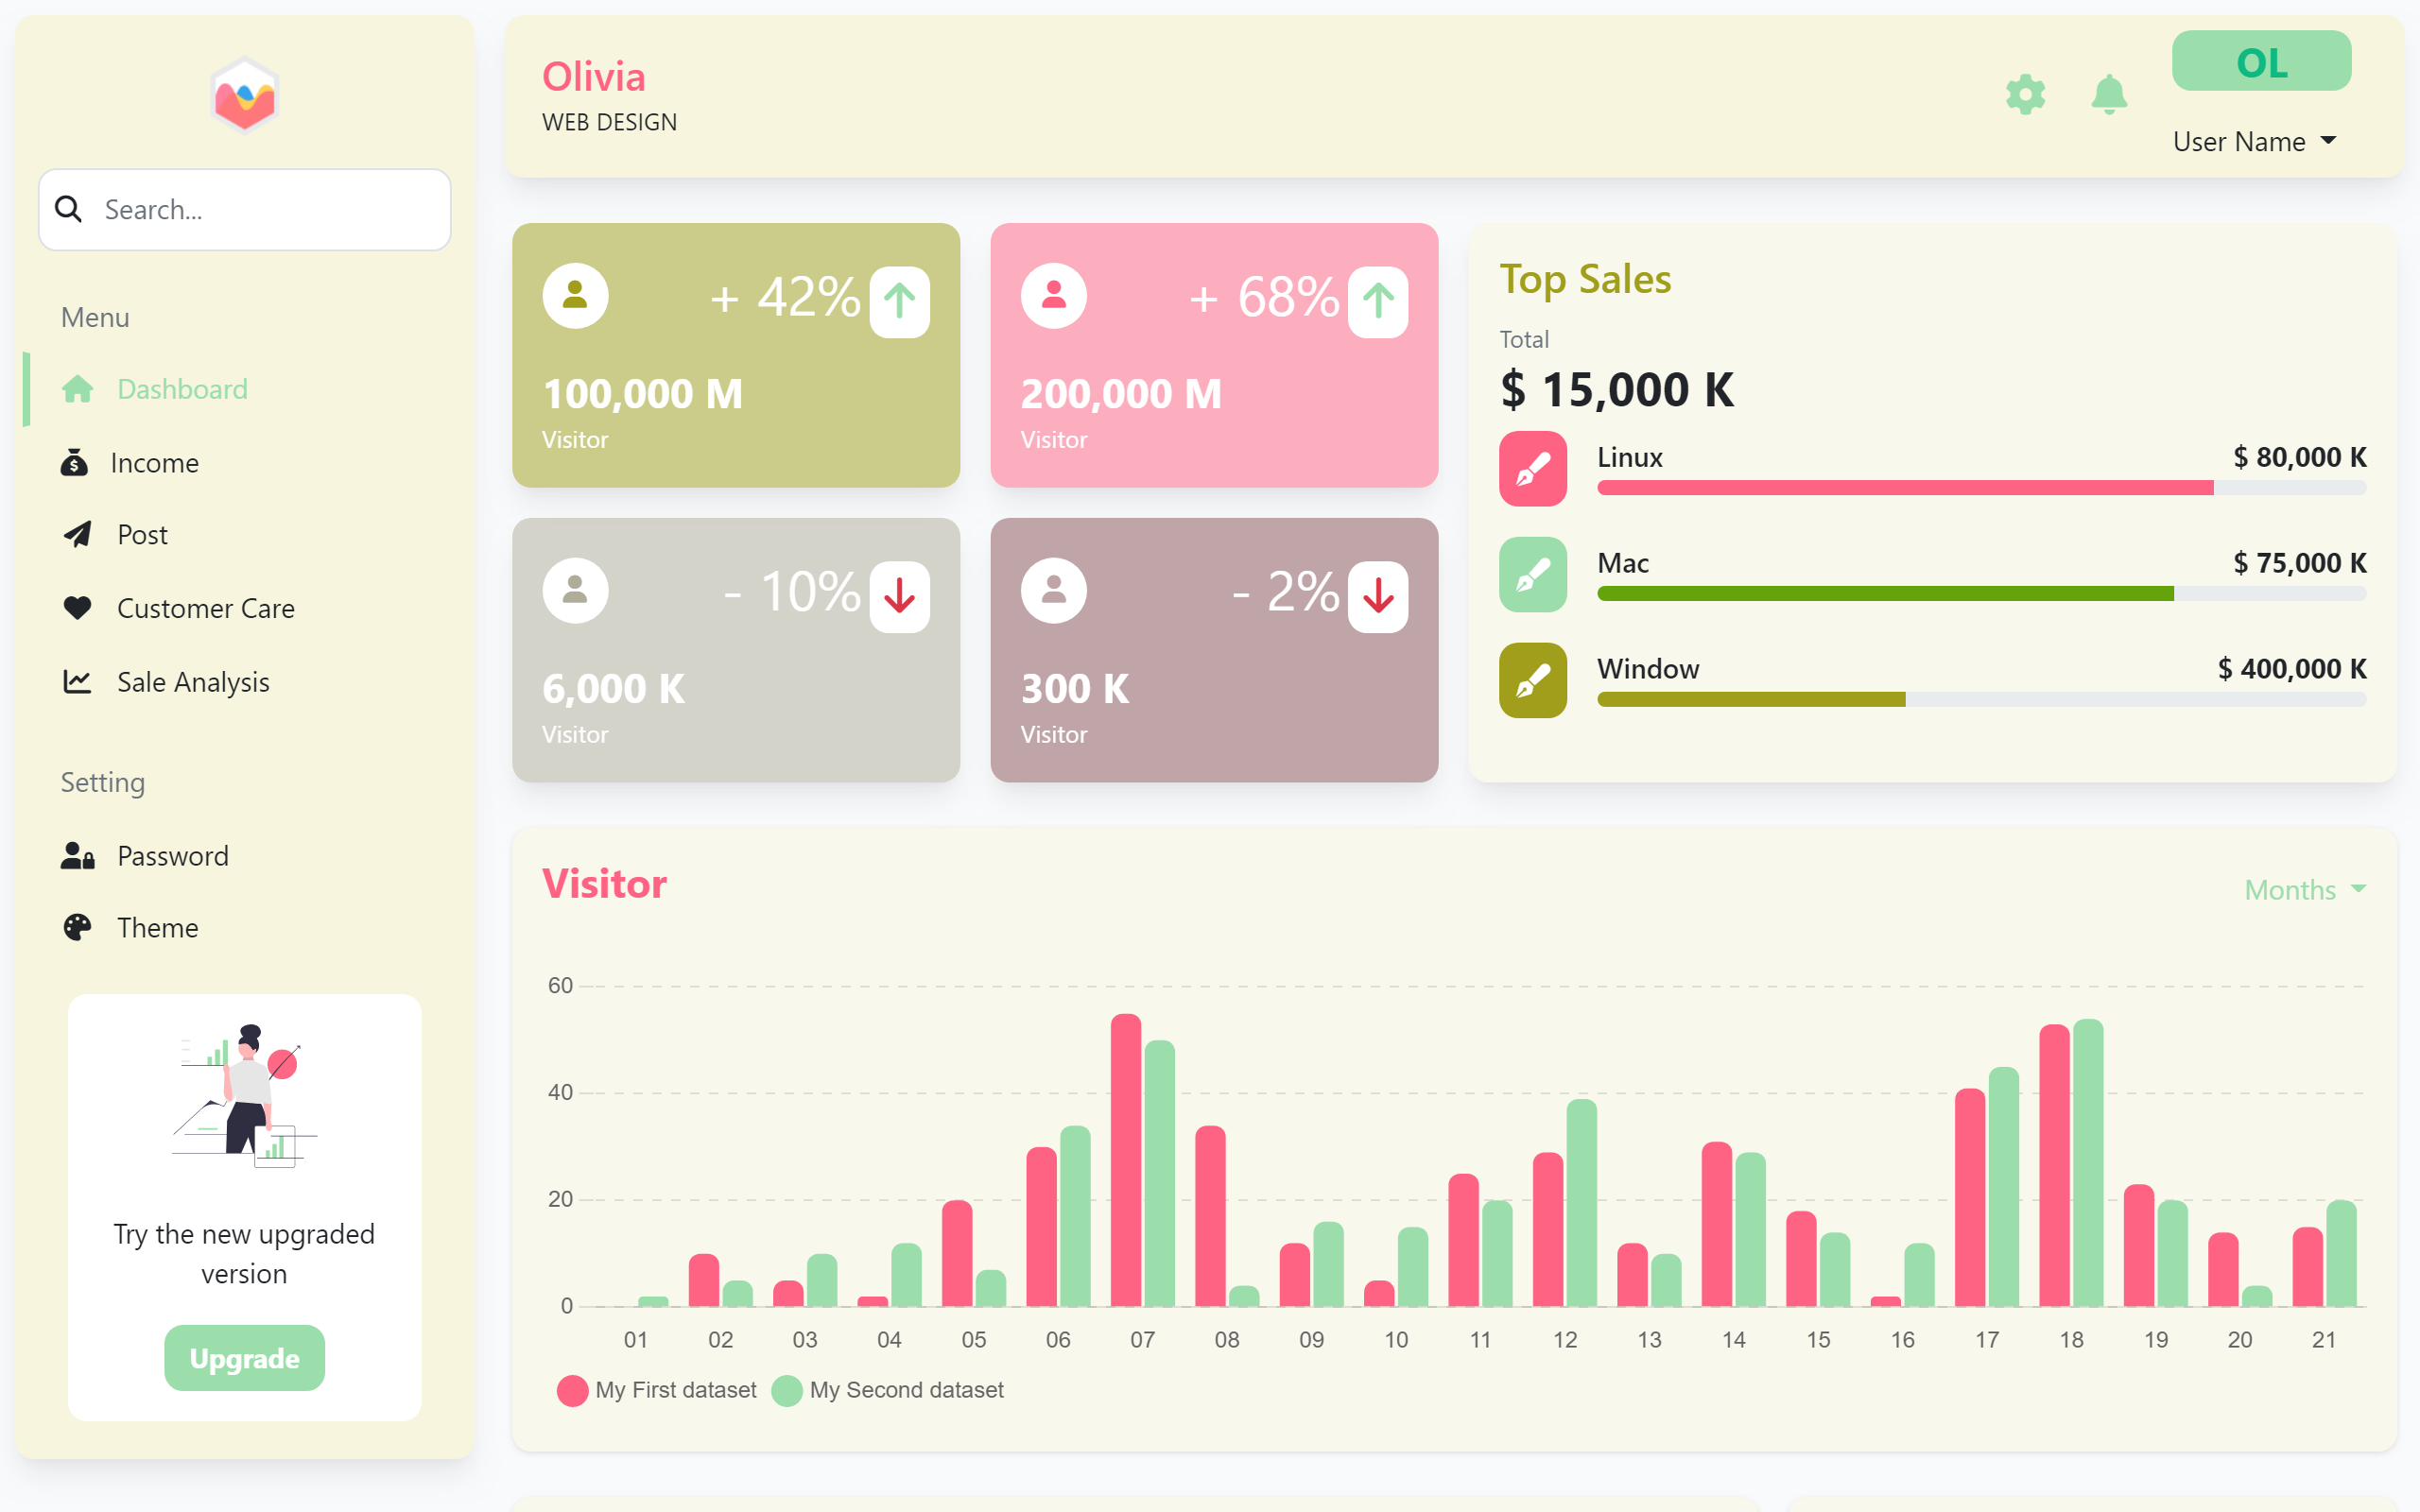 Search...
Menu
Dashboard
Income
Post
Customer Care
Sale Analysis
Setting
Password
Theme
Try the new upgraded
version
Upgrade
Olivia
WEB DESIGN
OL
User Name
+ 42%
100,000 M
Visitor
+ 68%
200,000 M
Visitor
- 10%
6,000 K
Visitor
- 2%
300 K
Visitor
Top Sales
Total
$ 15,000 K
Linux $ 80,000 K
Mac $ 75,000 K
Window $ 400,000 K
Visitor
Months
60
40
20
0
01 02 03 04 05 06 07 08 09 10 11 12 13 14 15 16 17 18 19 20 21
My First dataset My Second dataset